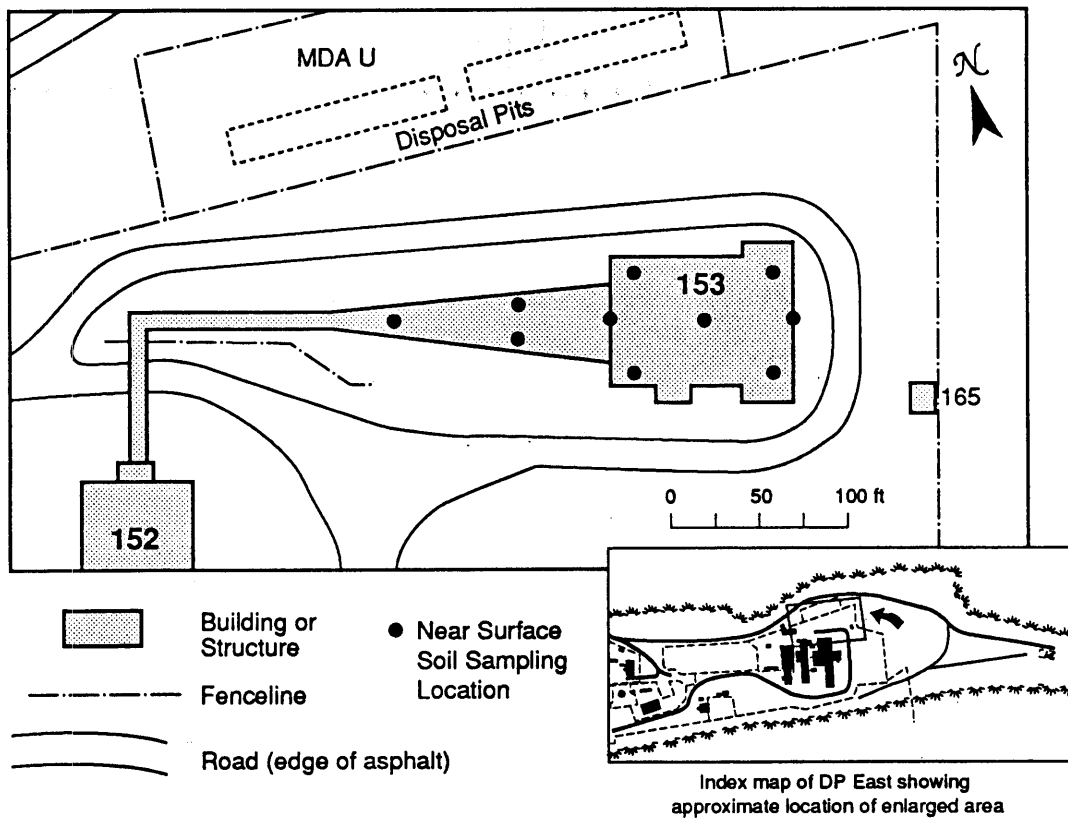 MDA U
Disposal Pits
N
153
165
0 50 100 ft
152
Building or
Structure
Near Surface
Soil Sampling
Location
Fenceline
Road (edge of asphalt)
Index map of DP East showing
approximate location of enlarged area